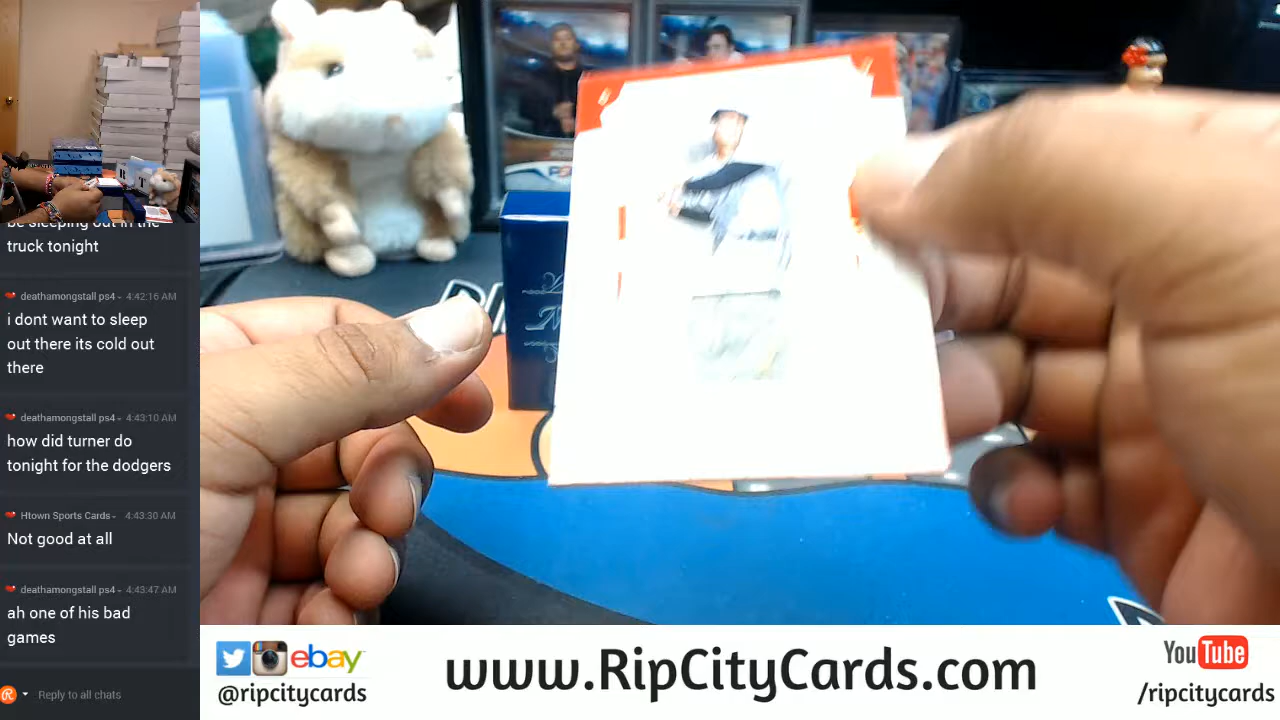 be sleeping out in the
truck tonight
deathamongstall ps4 - 4:42:16 AM
i dont want to sleep
out there its cold out
there
deathamongstall ps4 - 4:43:10 AM
how did turner do
tonight for the dodgers
Htown Sports Cards - 4:43:30 AM
Not good at all
deathamongstall ps4 - 4:43:47 AM
ah one of his bad
games
Reply to all chats
ebay
@ripcitycards
www.RipCityCards.com
YouTube
/ripcitycards